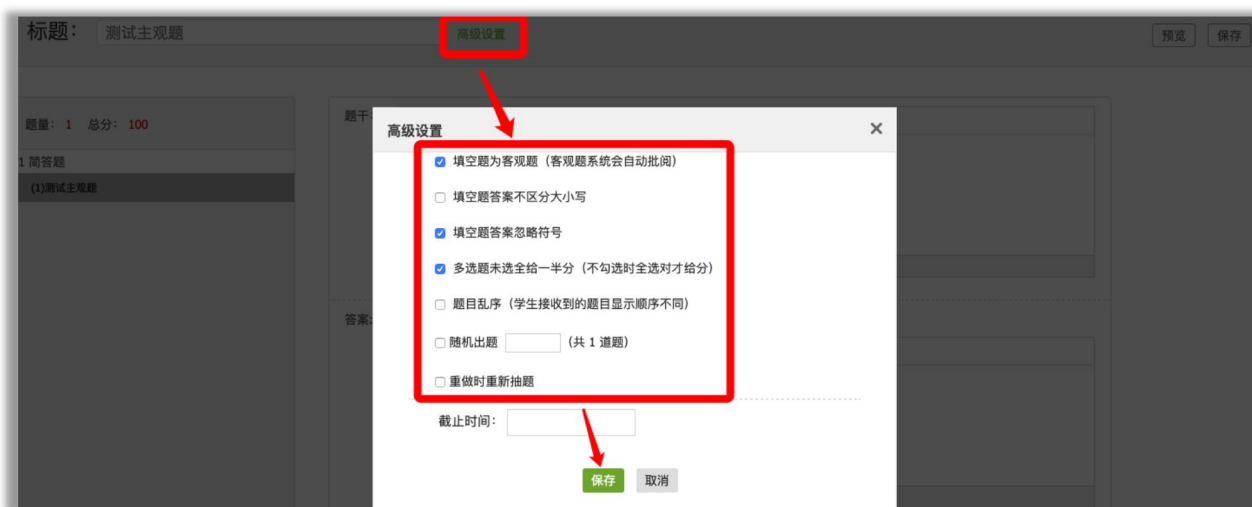 标题： 测试主观题 高级设置 预览 保存
题量：1 总分：100
1 简答题
(1)测试主观题
题干
答案:
高级设置 ×
填空题为客观题（客观题系统会自动批阅）
填空题答案不区分大小写
填空题答案忽略符号
多选题未选全给一半分（不勾选时全选对才给分）
题目乱序（学生接收到的题目显示顺序不同）
随机出题 （共 1 道题）
重做时重新抽题
截止时间：
保存 取消